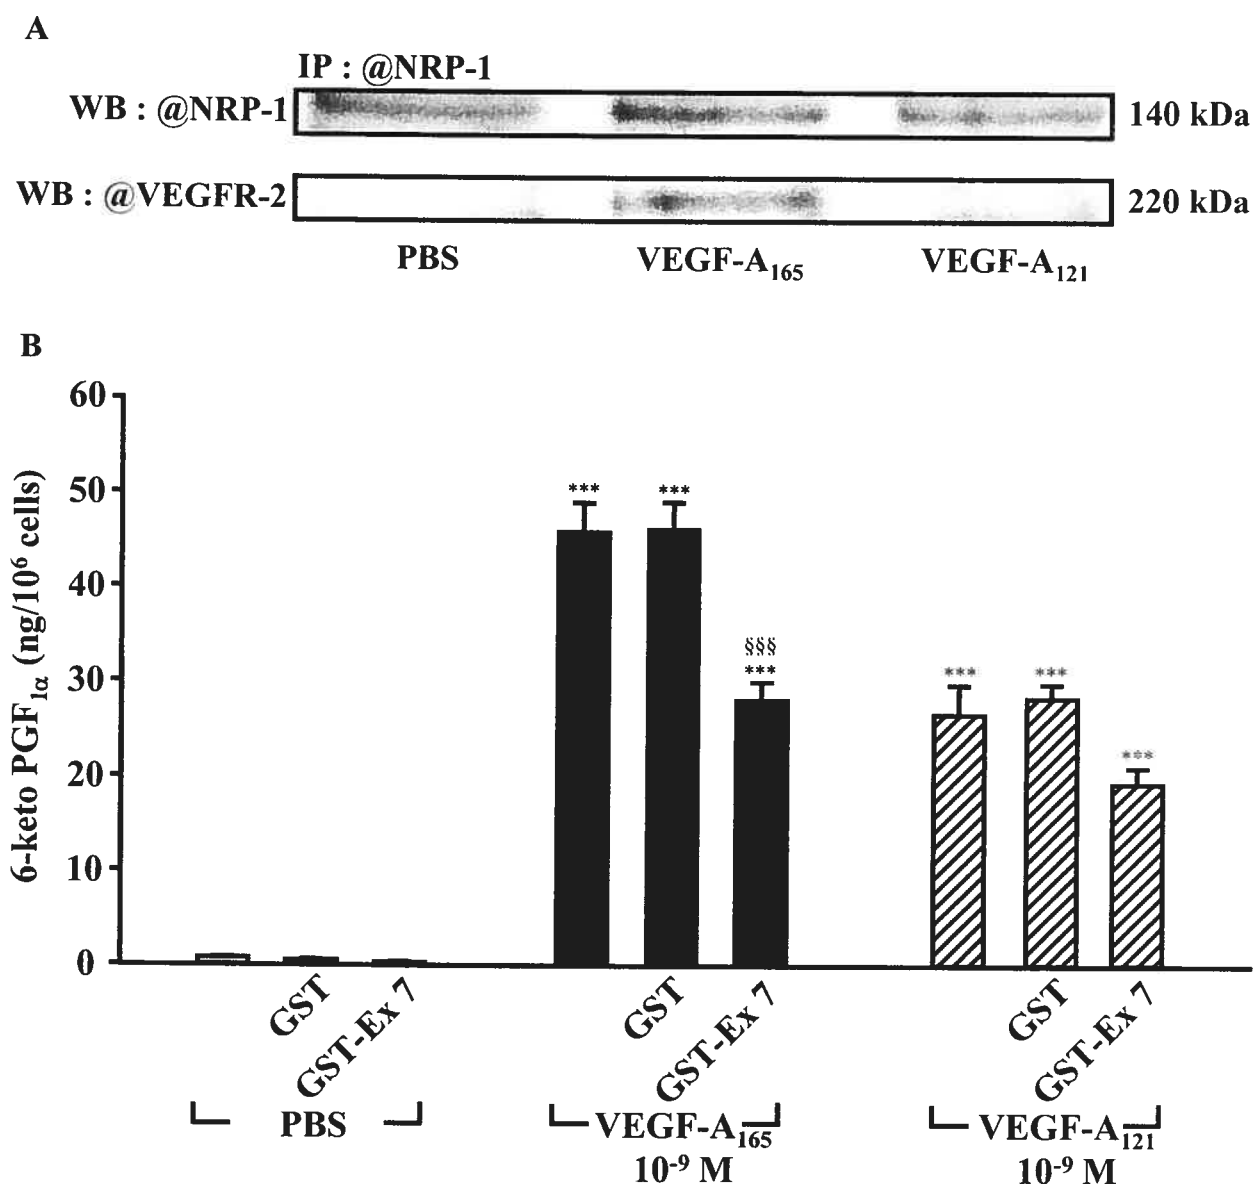 A
IP : @NRP-1
WB : @NRP-1
140 kDa
WB : @VEGFR-2
220 kDa
PBS VEGF-A165 VEGF-A121
B
6-keto PGF1α (ng/10⁶ cells)
60
50
40
30
20
10
0
*** ***
§§§
***
*** ***
***
GST GST-Ex 7 GST GST-Ex 7 GST GST-Ex 7
PBS VEGF-A165 VEGF-A121
10⁻⁹ M 10⁻⁹ M